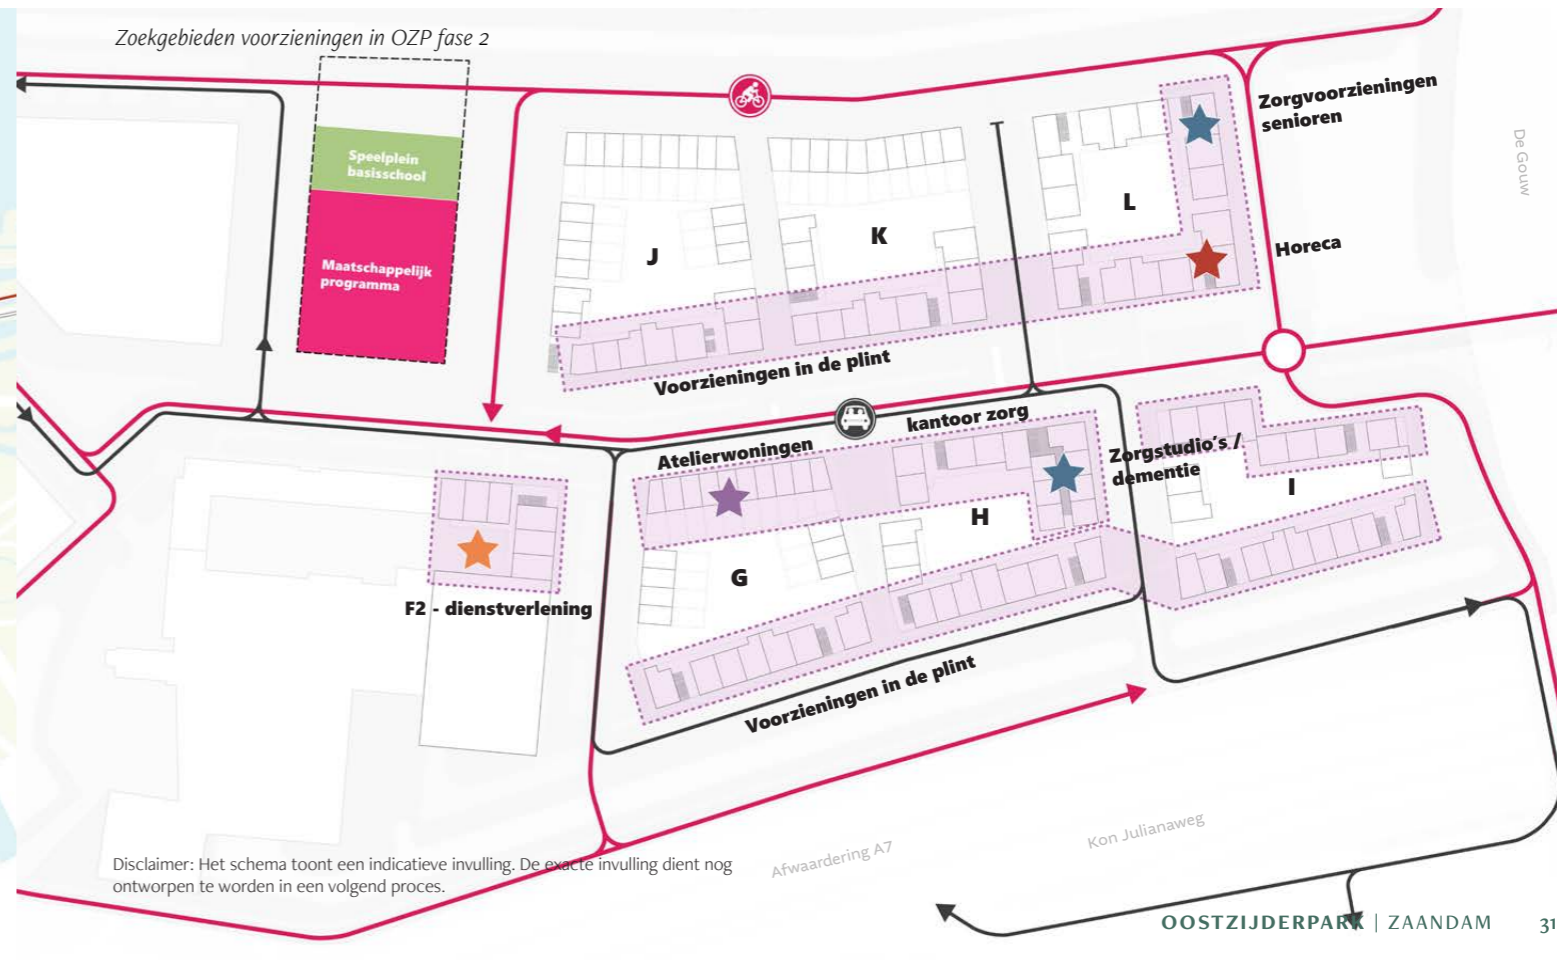 Zoekgebieden voorzieningen in OZP fase 2
Zorgvoorzieningen
senioren
De Gouw
Speelplein
basisschool
L
K
J
Horeca
Maatschappelijk
programma
Voorzieningen in de plint
kantoor zorg
Atelierwoningen
Zorgstudio's /
dementie
I
H
G
F2 - dienstverlening
Voorzieningen in de plint
Kon Julianaweg
Afwaardering A7
Disclaimer: Het schema toont een indicatieve invulling. De exacte invulling dient nog
ontworpen te worden in een volgend proces.
OOSTZIJDERPARK | ZAANDAM 31